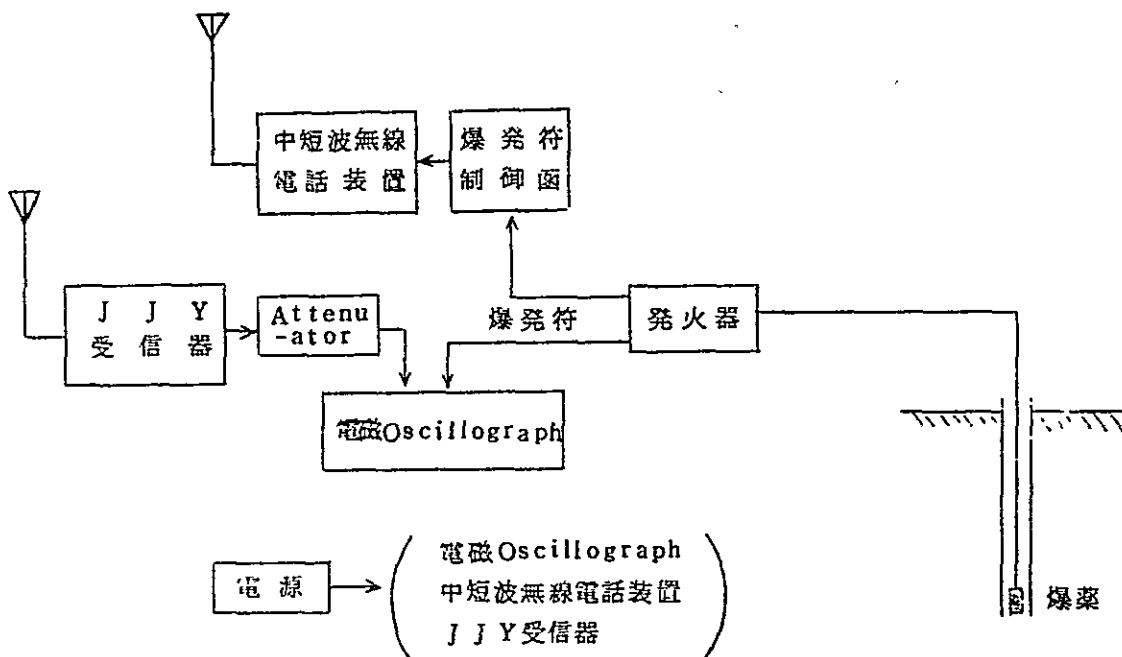 中短波無線
電話装置
爆発符
制御函
JJY
受信器
Attenu
-ator
爆発符
発火器
電磁Oscillograph
電源
電磁Oscillograph
中短波無線電話装置
JJY受信器
爆薬